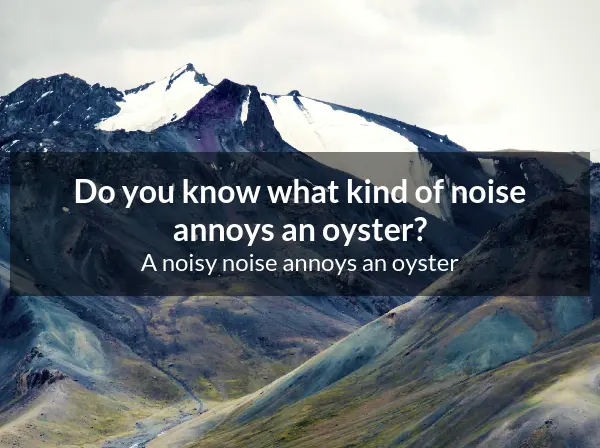 Do you know what kind of noise
annoys an oyster?
A noisy noise annoys an oyster